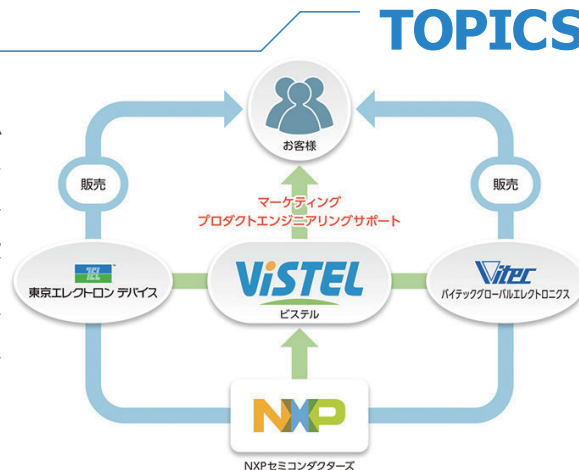 TOPICS
お客様
販売
販売
マーケティング
プロダクトエンジニアリングサポート
TEL
東京エレクトロン デバイス
ViSTEL
ビステル
Vitec
バイテックグローバルエレクトロニクス
NXP
NXPセミコンダクターズ